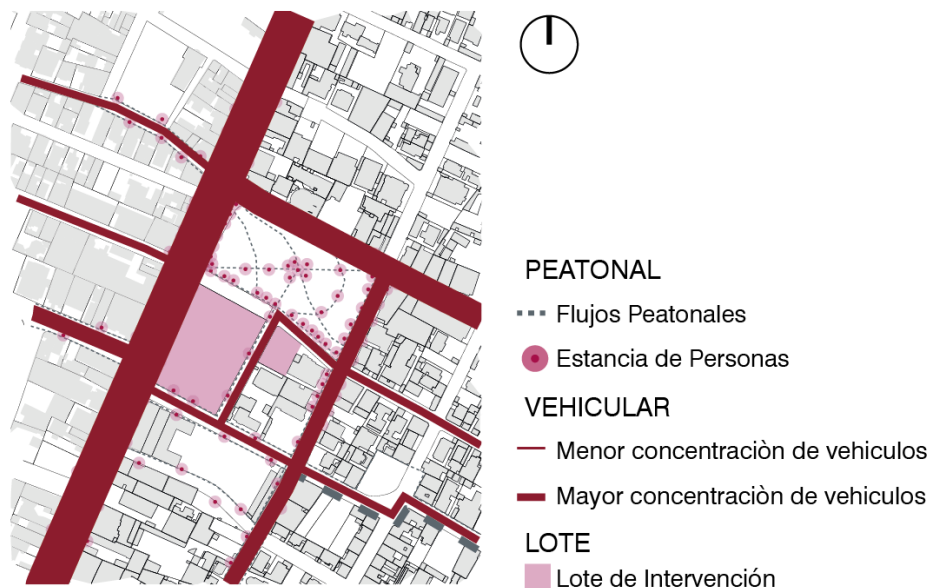 PEATONAL
Flujos Peatonales
Estancia de Personas
VEHICULAR
Menor concentraciòn de vehiculos
Mayor concentraciòn de vehiculos
LOTE
Lote de Intervención